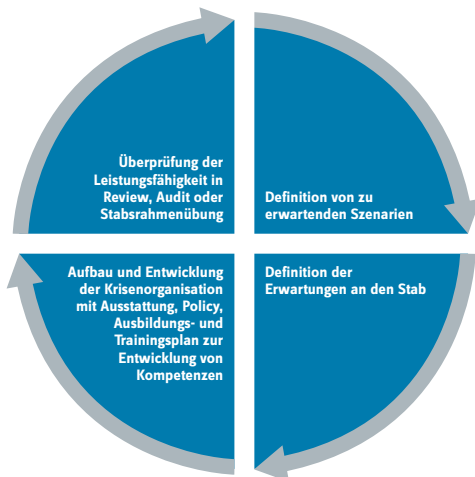 Überprüfung der
Leistungsfähigkeit in
Review, Audit oder
Stabsrahmenübung
Definition von zu
erwartenden Szenarien
Aufbau und Entwicklung
der Krisenorganisation
mit Ausstattung, Policy,
Ausbildungs- und
Trainingsplan zur
Entwicklung von
Kompetenzen
Definition der
Erwartungen an den Stab